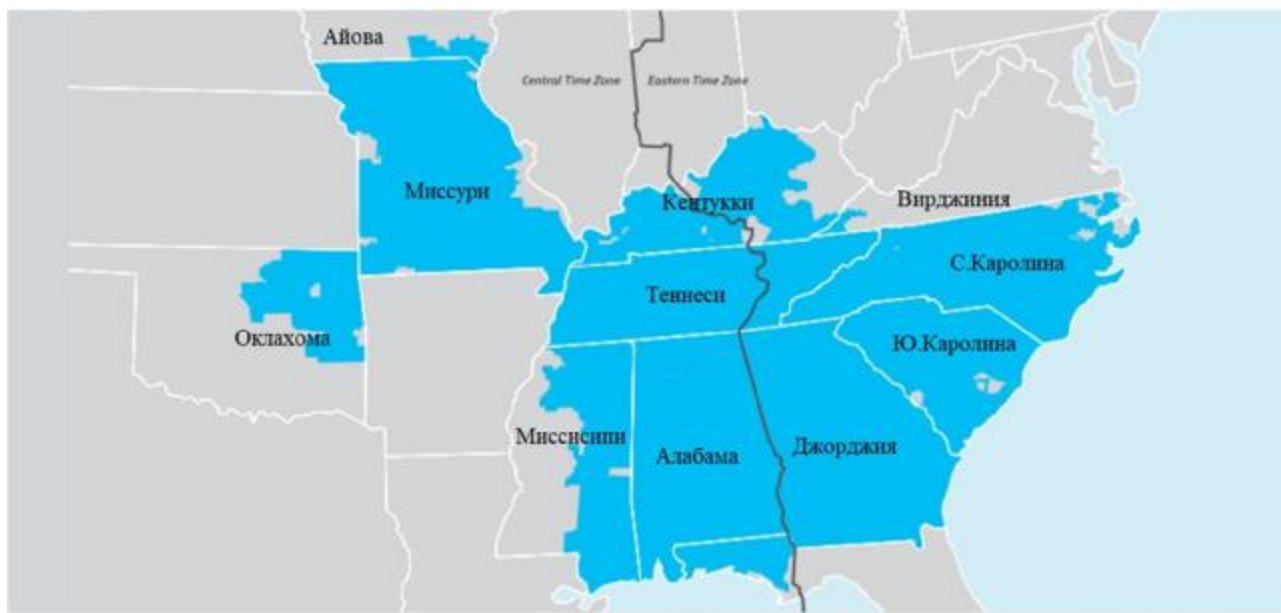 Айова
Central Time Zone
Eastern Time Zone
Миссури
Кентукки
Вирджиния
С.Каролина
Теннеси
Оклахома
Ю.Каролина
Миссисипи
Алабама
Джорджия